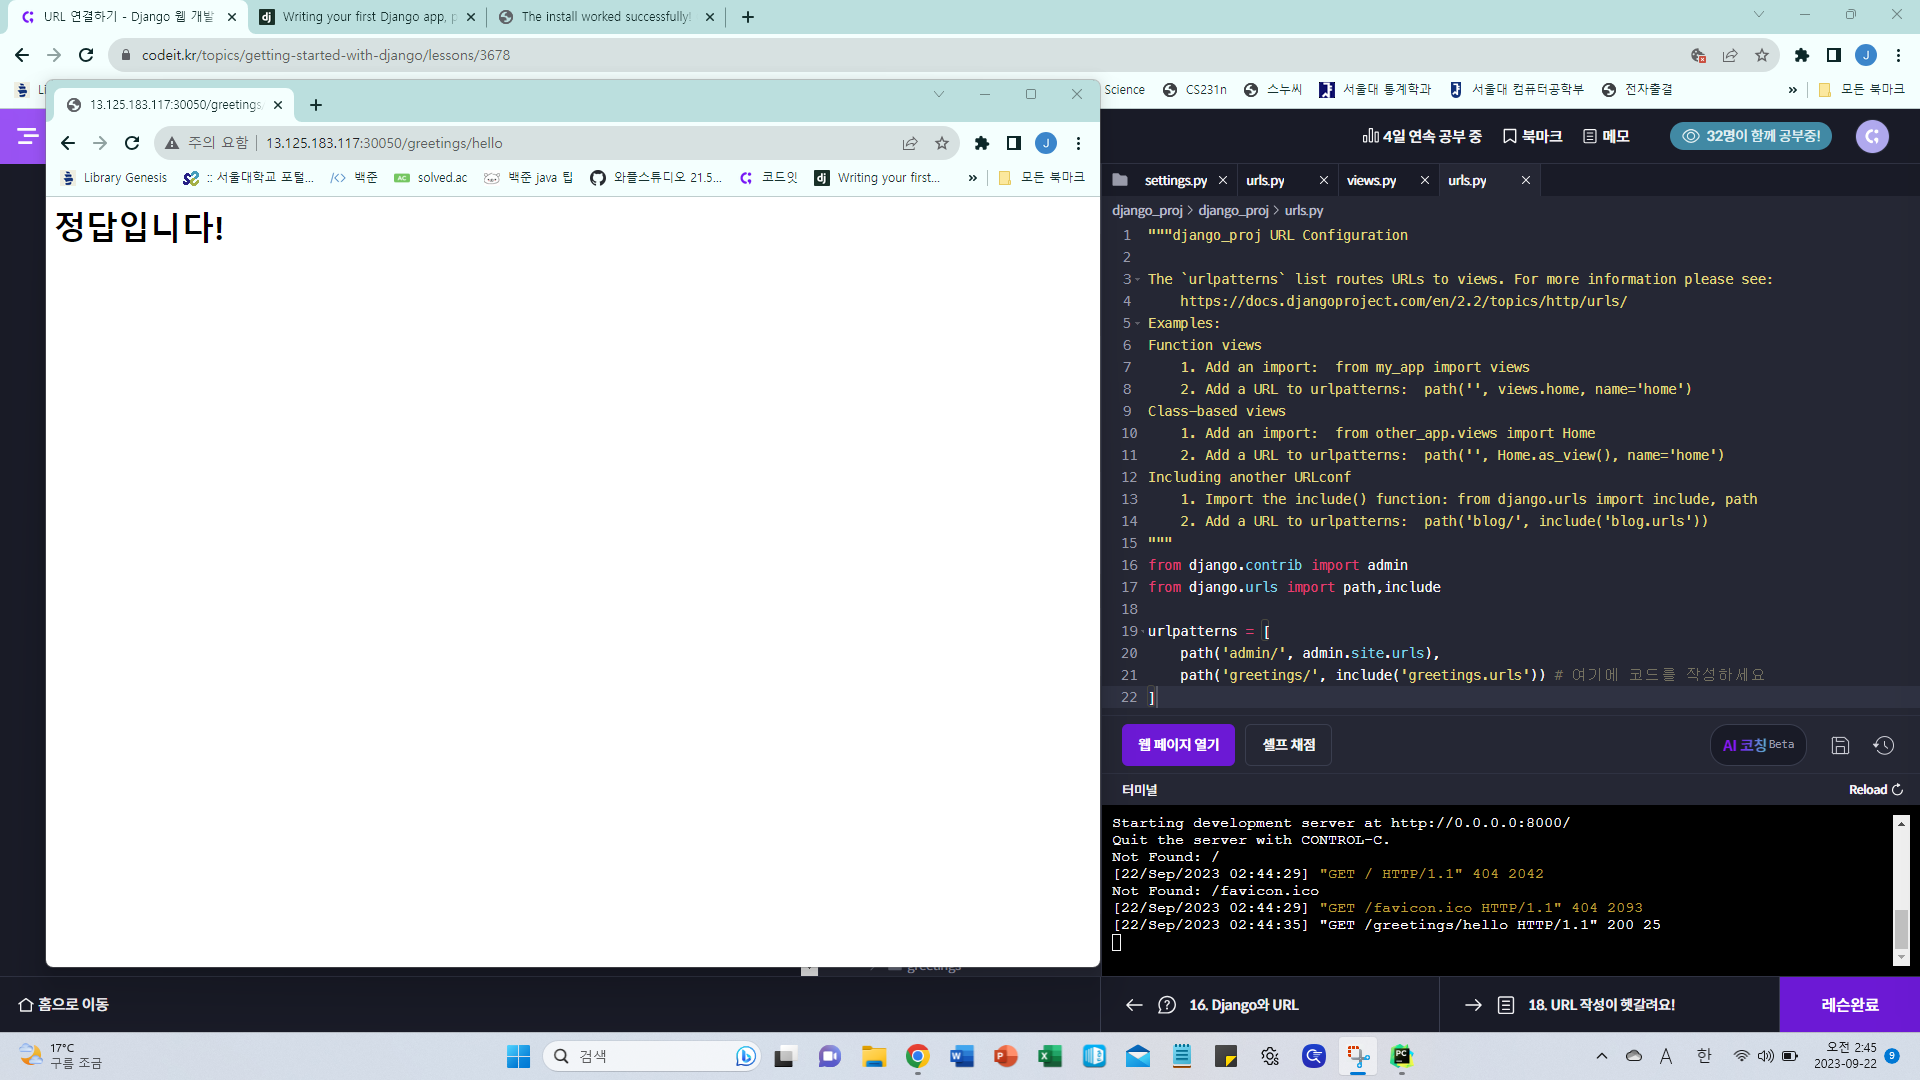 URL 연결하기 - Django 웹 개발
Writing your first Django app, p
The install worked successfully!
codeit.kr/topics/getting-started-with-django/lessons/3678
Science
CS231n
스누씨
서울대 통계학과
서울대 컴퓨터공학부
전자출결
모든 북마크
13.125.183.117:30050/greetings
주의 요함
13.125.183.117:30050/greetings/hello
Library Genesis
:: 서울대학교 포털...
백준
solved.ac
백준 java 팁
와플스튜디오 21.5...
코드잇
Writing your first...
모든 북마크
정답입니다!
4일 연속 공부 중
북마크
메모
32명이 함께 공부중!
settings.py
urls.py
views.py
urls.py
django_proj > django_proj > urls.py
1 """django_proj URL Configuration
2
3 The `urlpatterns` list routes URLs to views. For more information please see:
4     https://docs.djangoproject.com/en/2.2/topics/http/urls/
5 Examples:
6 Function views
7     1. Add an import:  from my_app import views
8     2. Add a URL to urlpatterns:  path('', views.home, name='home')
9 Class-based views
10     1. Add an import:  from other_app.views import Home
11     2. Add a URL to urlpatterns:  path('', Home.as_view(), name='home')
12 Including another URLconf
13     1. Import the include() function: from django.urls import include, path
14     2. Add a URL to urlpatterns:  path('blog/', include('blog.urls'))
15 """
16 from django.contrib import admin
17 from django.urls import path,include
18
19 urlpatterns = [
20     path('admin/', admin.site.urls),
21     path('greetings/', include('greetings.urls')) # 여기에 코드를 작성하세요
22 ]
웹 페이지 열기
셀프 채점
AI 코칭 Beta
터미널
Reload
Starting development server at http://0.0.0.0:8000/
Quit the server with CONTROL-C.
Not Found: /
[22/Sep/2023 02:44:29] "GET / HTTP/1.1" 404 2042
Not Found: /favicon.ico
[22/Sep/2023 02:44:29] "GET /favicon.ico HTTP/1.1" 404 2093
[22/Sep/2023 02:44:35] "GET /greetings/hello HTTP/1.1" 200 25
홈으로 이동
16. Django와 URL
18. URL 작성이 헷갈려요!
레슨완료
17°C
구름 조금
검색
A
한
오전 2:45
2023-09-22
9